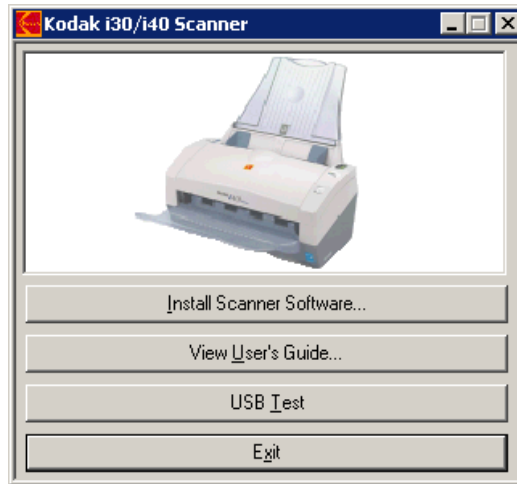 Kodak i30/i40 Scanner
Install Scanner Software...
View User's Guide...
USB Test
Exit